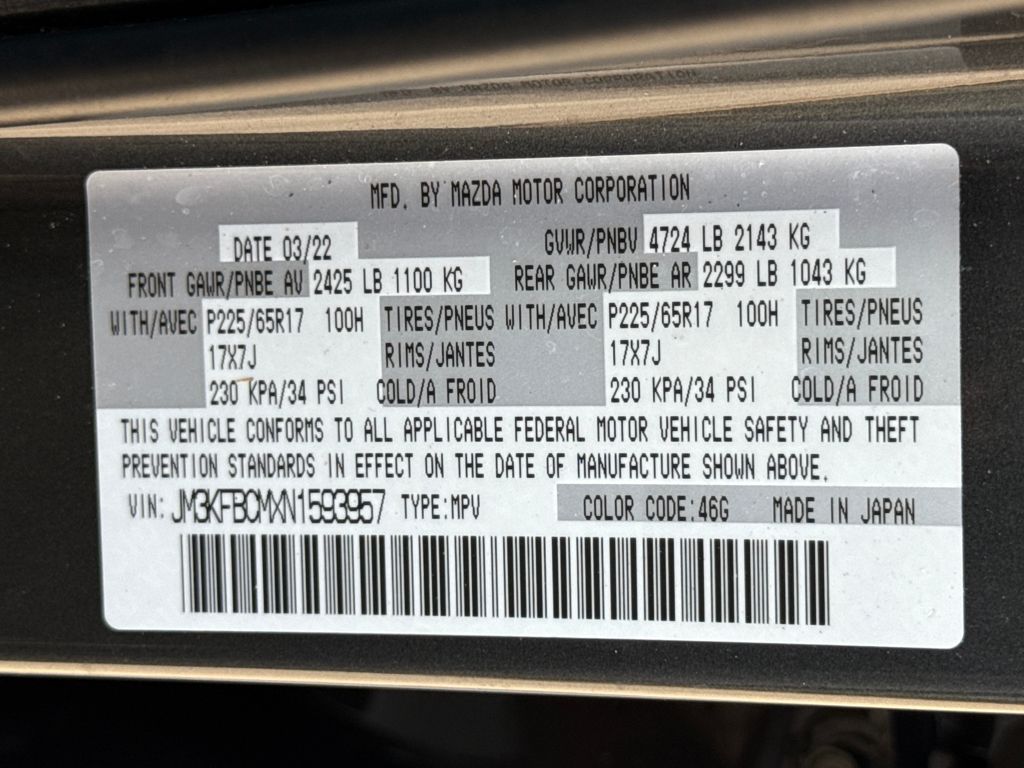 MFD. BY MAZDA MOTOR CORPORATION
DATE 03/22 GVWR/PNBV 4724 LB 2143 KG
FRONT GAWR/PNBE AV 2425 LB 1100 KG REAR GAWR/PNBE AR 2299 LB 1043 KG
WITH/AVEC P225/65R17 100H TIRES/PNEUS WITH/AVEC P225/65R17 100H TIRES/PNEUS
17X7J RIMS/JANTES 17X7J RIMS/JANTES
230 KPA/34 PSI COLD/A FROID 230 KPA/34 PSI COLD/A FROID
THIS VEHICLE CONFORMS TO ALL APPLICABLE FEDERAL MOTOR VEHICLE SAFETY AND THEFT
PREVENTION STANDARDS IN EFFECT ON THE DATE OF MANUFACTURE SHOWN ABOVE.
VIN: JM3KFBCMXN1593957 TYPE:MPV COLOR CODE:46G MADE IN JAPAN